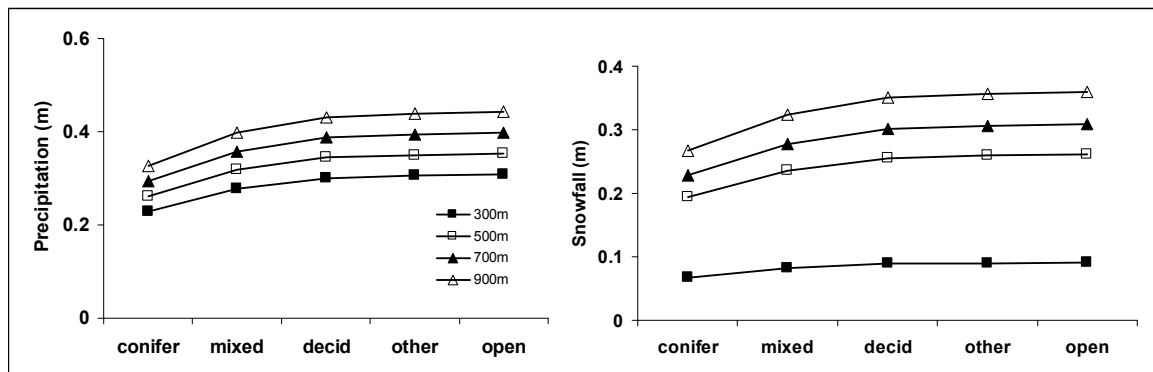 Precipitation (m)
0.6
0.4
0.2
0
conifer mixed decid other open
300m
500m
700m
900m
Snowfall (m)
0.4
0.3
0.2
0.1
0
conifer mixed decid other open